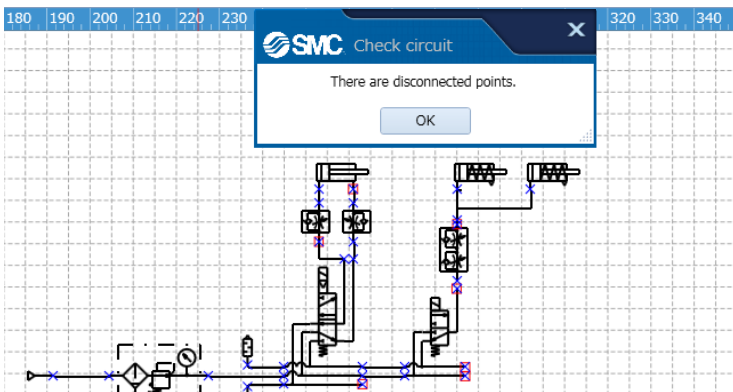 180 190 200 210 220 230 320 330 340
SMC Check circuit X
There are disconnected points.
OK